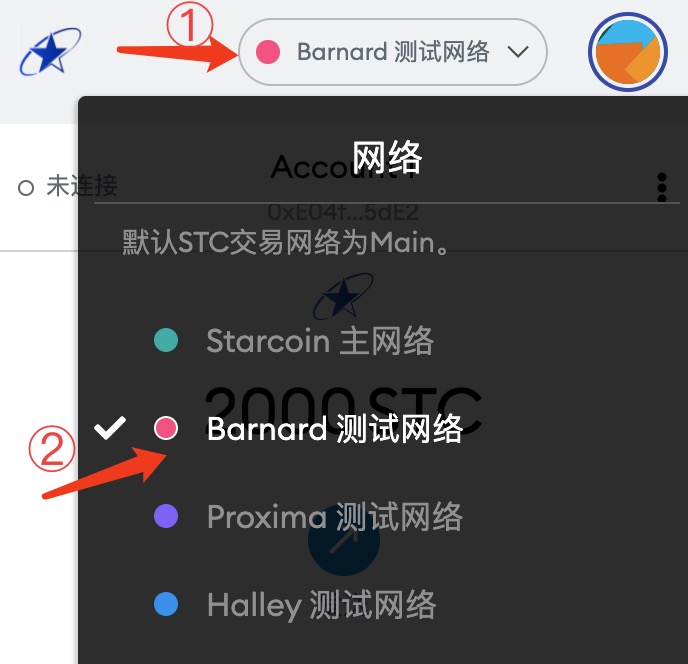 ①
Barnard 测试网络
网络
Account 1
未连接
0xE04f...5dE2
默认STC交易网络为Main。
Starcoin 主网络
2000 STC
②
Barnard 测试网络
Proxima 测试网络
Halley 测试网络